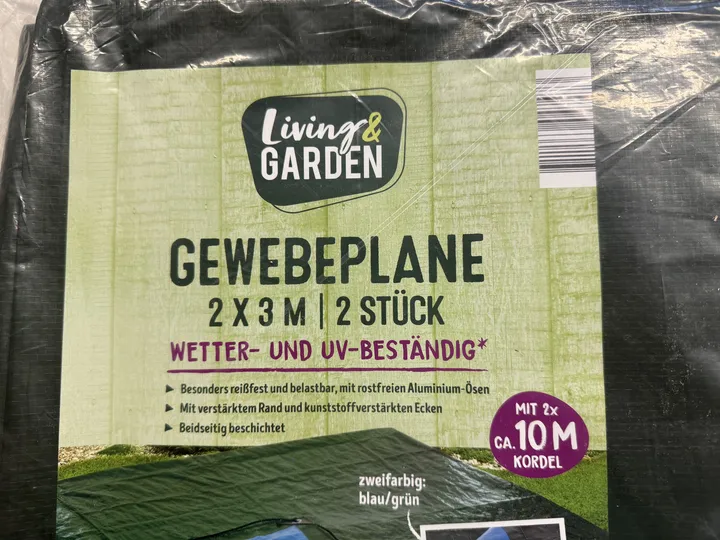 Living &
GARDEN
GEWEBEPLANE
2 X 3 M | 2 STÜCK
WETTER- UND UV-BESTÄNDIG*
▶ Besonders reißfest und belastbar, mit rostfreien Aluminium-Ösen
▶ Mit verstärktem Rand und kunststoffverstärkten Ecken
▶ Beidseitig beschichtet
MIT 2x
CA. 10 M
KORDEL
zweifarbig:
blau/grün